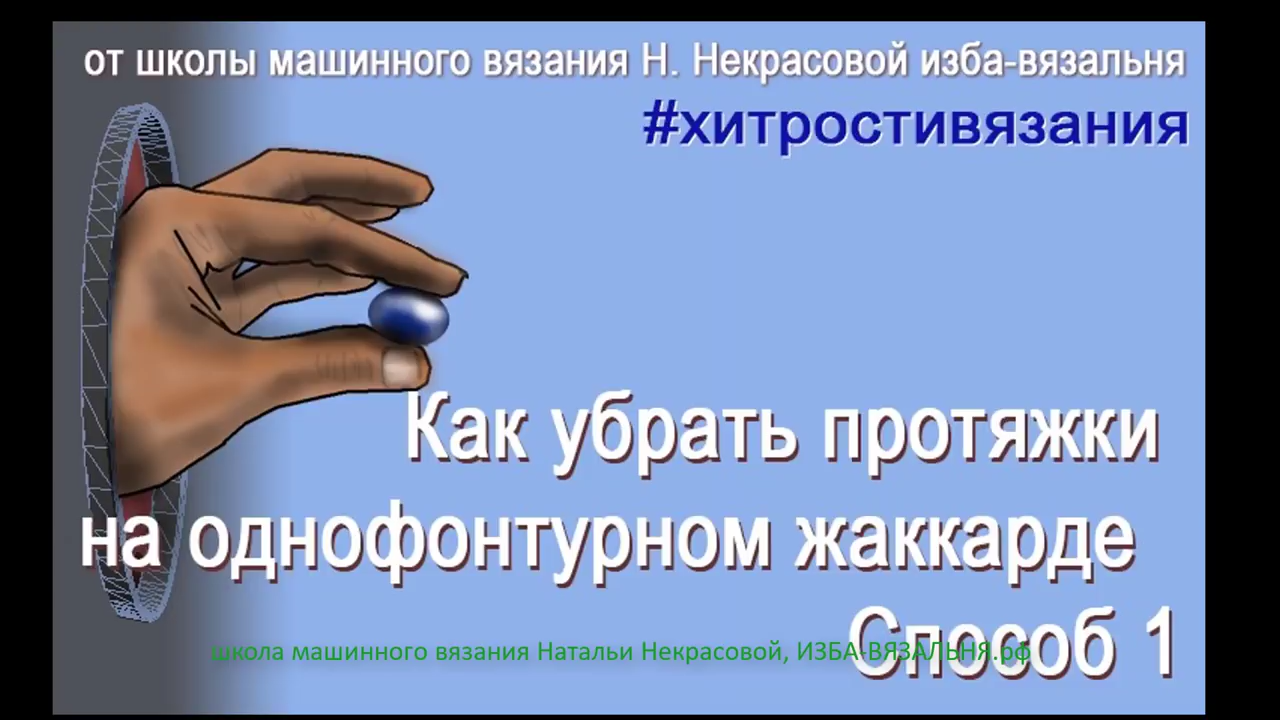 от школы машинного вязания Н. Некрасовой изба-вязальня
#хитростивязания
Как убрать протяжки
на однофонтурном жаккарде
Способ 1
школа машинного вязания Натальи Некрасовой, ИЗБА-ВЯЗАЛЬНЯ.рф